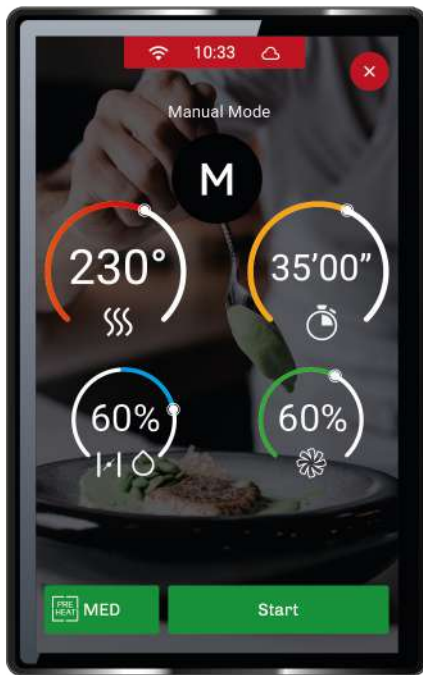 10:33
Manual Mode
M
230°
35'00"
60%
60%
PRE
HEAT
MED
Start